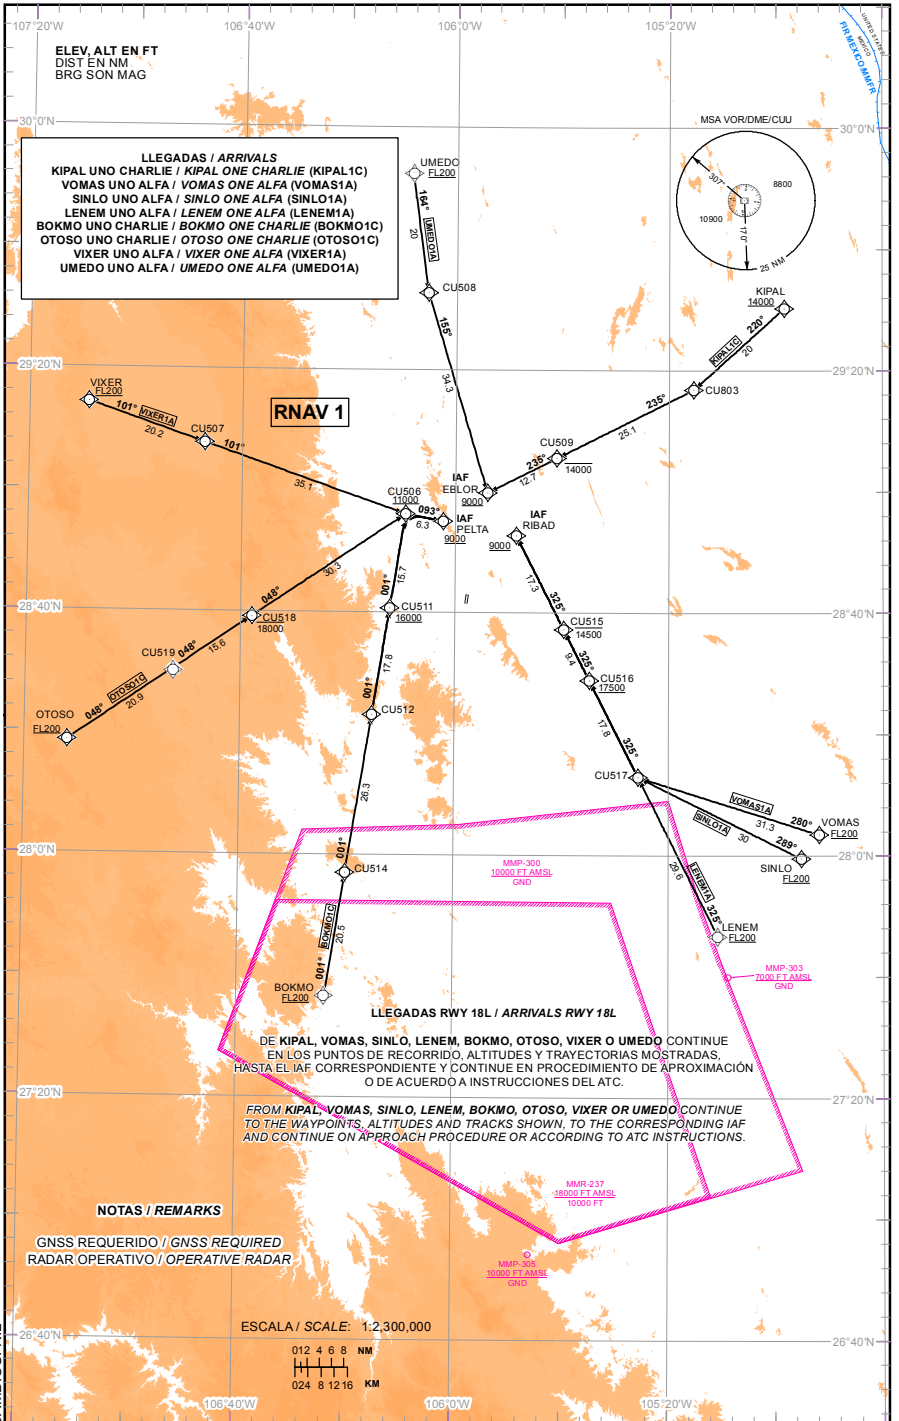 107°20'W
106°40'W
106°0'W
105°20'W
UNITED STATES
MEXICO
FIR MEXICO MMFR
ELEV, ALT EN FT
DIST EN NM
BRG SON MAG
30°0'N
30°0'N
MSA VOR/DME/CUU
307°
8800
10900
170°
25 NM
LLEGADAS / ARRIVALS
KIPAL UNO CHARLIE / KIPAL ONE CHARLIE (KIPAL1C)
VOMAS UNO ALFA / VOMAS ONE ALFA (VOMAS1A)
SINLO UNO ALFA / SINLO ONE ALFA (SINLO1A)
LENEM UNO ALFA / LENEM ONE ALFA (LENEM1A)
BOKMO UNO CHARLIE / BOKMO ONE CHARLIE (BOKMO1C)
OTOSO UNO CHARLIE / OTOSO ONE CHARLIE (OTOSO1C)
VIXER UNO ALFA / VIXER ONE ALFA (VIXER1A)
UMEDO UNO ALFA / UMEDO ONE ALFA (UMEDO1A)
UMEDO
FL200
164°
UMEDO1A
20
CU508
155°
34.3
KIPAL
14000
220°
KIPAL1C
20
CU803
235°
25.1
29°20'N
29°20'N
VIXER
FL200
101°
VIXER1A
20.2
CU507
101°
35.1
RNAV 1
CU509
14000
235°
12.7
IAF
EBLOR
9000
CU506
11000
093°
6.3
IAF
PELTA
9000
IAF
RIBAD
9000
17.3
325°
30.3
048°
15.7
001°
28°40'N
28°40'N
CU511
16000
CU518
18000
CU515
14500
325°
9.4
CU519
048°
15.6
17.8
001°
CU516
17500
OTOSO
FL200
048°
OTOSO1C
20.9
CU512
17.8
325°
26.3
001°
CU517
VOMAS1A
31.3
280°
VOMAS
FL200
SINLO1A
30
289°
SINLO
FL200
28°0'N
28°0'N
CU514
MMP-300
10000 FT AMSL
GND
29.6
LENEM1A
325°
LENEM
FL200
BOKMO1C
20.5
001°
BOKMO
FL200
MMP-303
7000 FT AMSL
GND
LLEGADAS RWY 18L / ARRIVALS RWY 18L
DE KIPAL, VOMAS, SINLO, LENEM, BOKMO, OTOSO, VIXER O UMEDO CONTINUE
EN LOS PUNTOS DE RECORRIDO, ALTITUDES Y TRAYECTORIAS MOSTRADAS,
HASTA EL IAF CORRESPONDIENTE Y CONTINUE EN PROCEDIMIENTO DE APROXIMACIÓN
O DE ACUERDO A INSTRUCCIONES DEL ATC.
27°20'N
27°20'N
FROM KIPAL, VOMAS, SINLO, LENEM, BOKMO, OTOSO, VIXER OR UMEDO CONTINUE
TO THE WAYPOINTS, ALTITUDES AND TRACKS SHOWN, TO THE CORRESPONDING IAF
AND CONTINUE ON APPROACH PROCEDURE OR ACCORDING TO ATC INSTRUCTIONS.
MMR-237
18000 FT AMSL
10000 FT
NOTAS / REMARKS
GNSS REQUERIDO / GNSS REQUIRED
RADAR OPERATIVO / OPERATIVE RADAR
MMP-305
10000 FT AMSL
GND
26°40'N
26°40'N
ESCALA / SCALE: 1:2,300,000
012 4 6 8 NM
024 8 12 16 KM
106°40'W
106°0'W
105°20'W